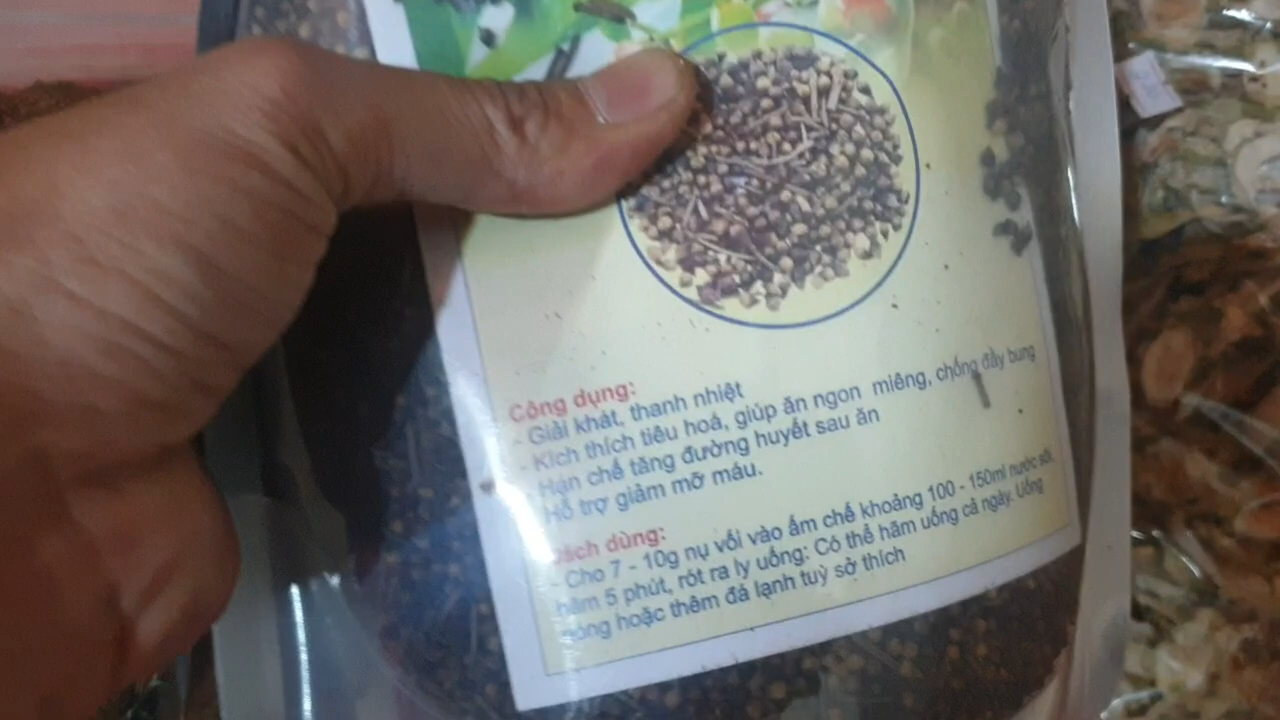 Công dụng:
- Giải khát, thanh nhiệt
- Kích thích tiêu hoá, giúp ăn ngon miêng, chống đầy bung
Hạn chế tăng đường huyết sau ăn
Hỗ trợ giảm mỡ máu.
Cách dùng:
- Cho 7 - 10g nụ vối vào ấm chế khoảng 100 - 150ml nước sôi,
hãm 5 phút, rót ra ly uống: Có thể hãm uống cả ngày. Uống
nóng hoặc thêm đá lạnh tuỳ sở thích